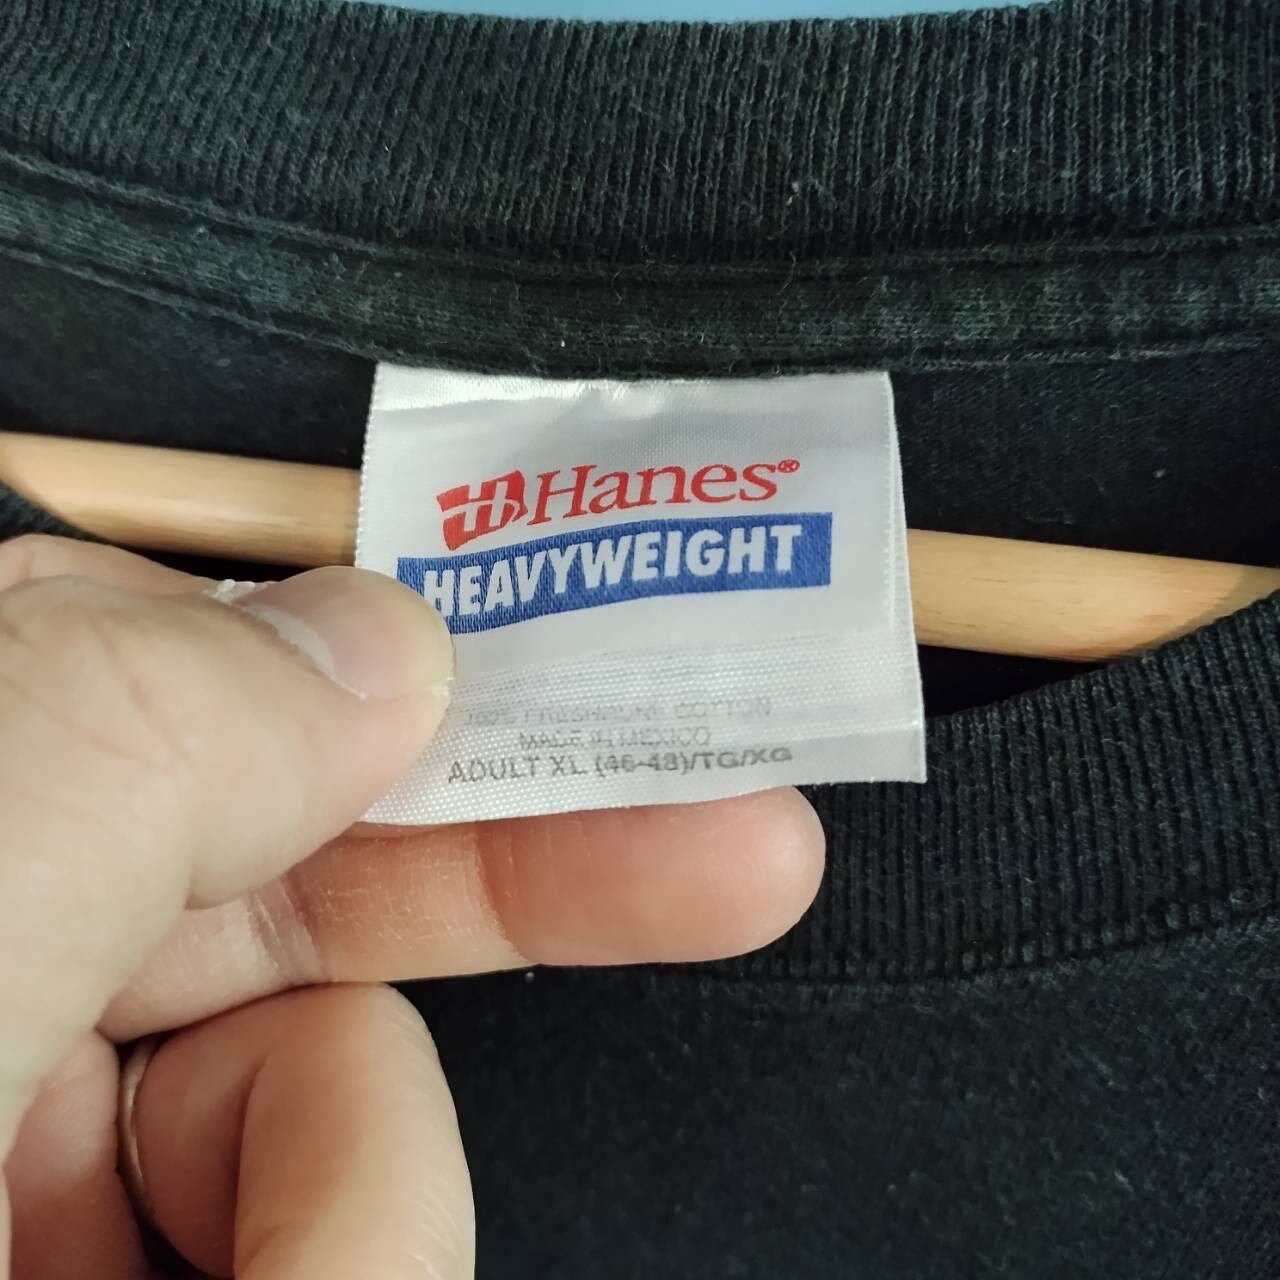 Hanes®
HEAVYWEIGHT
100% PRESHRUNK COTTON
MADE IN MEXICO
ADULT XL (46-48)/TG/XG